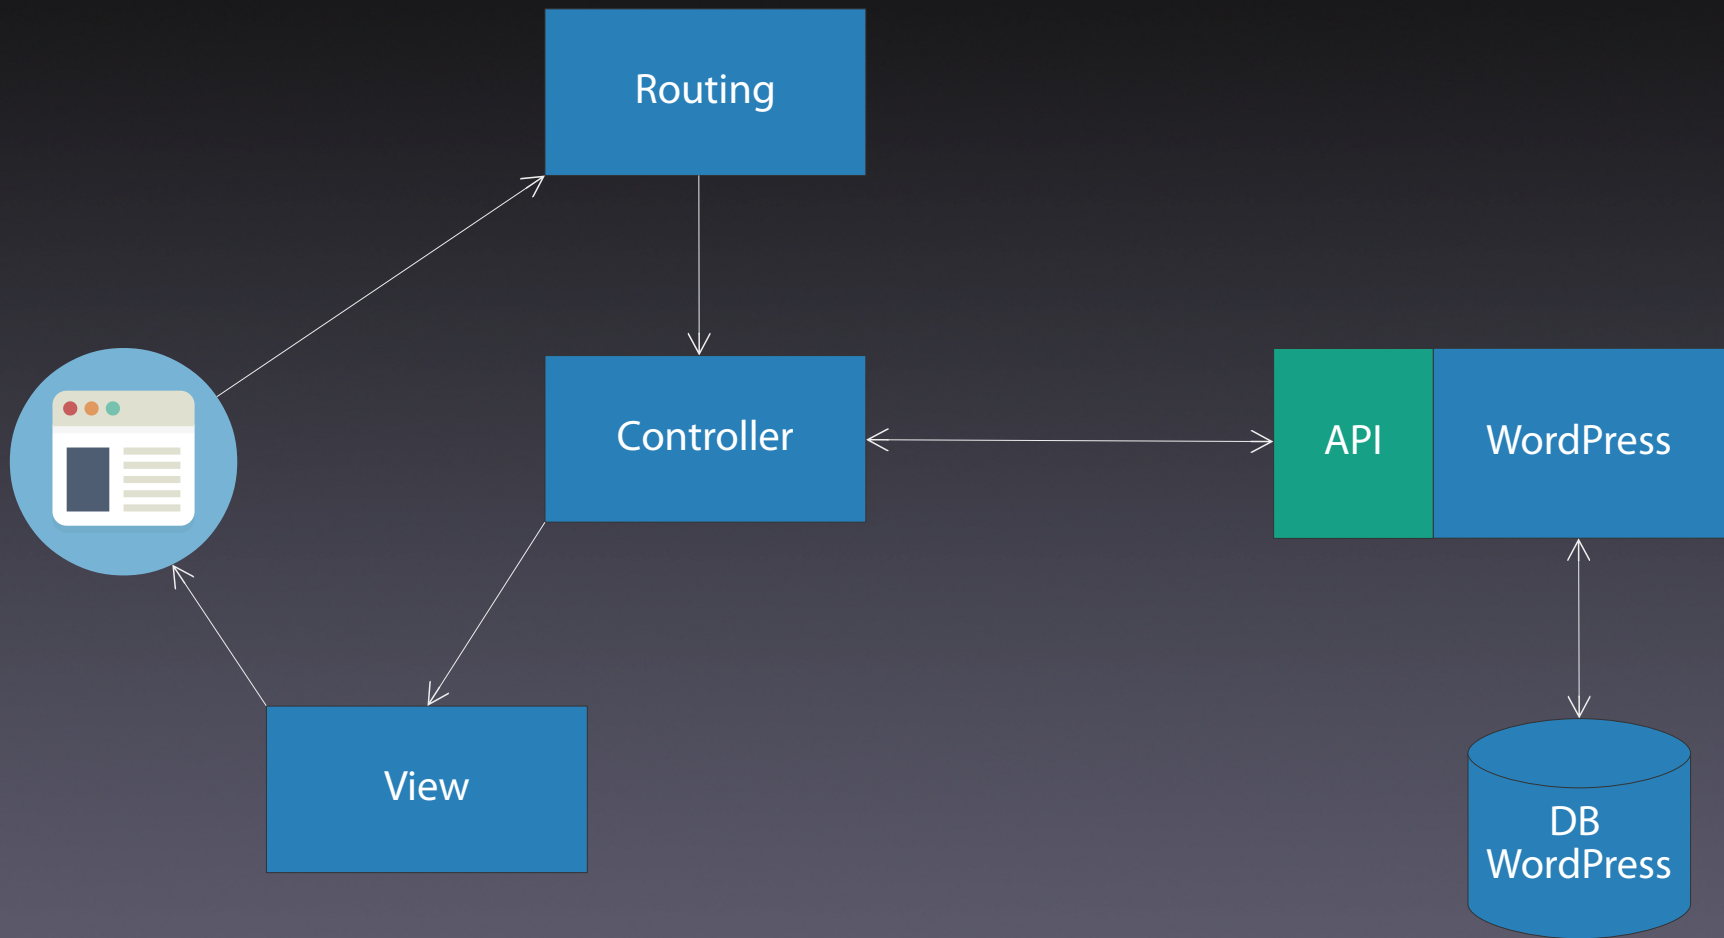 Routing
Controller
API
WordPress
View
DB
WordPress